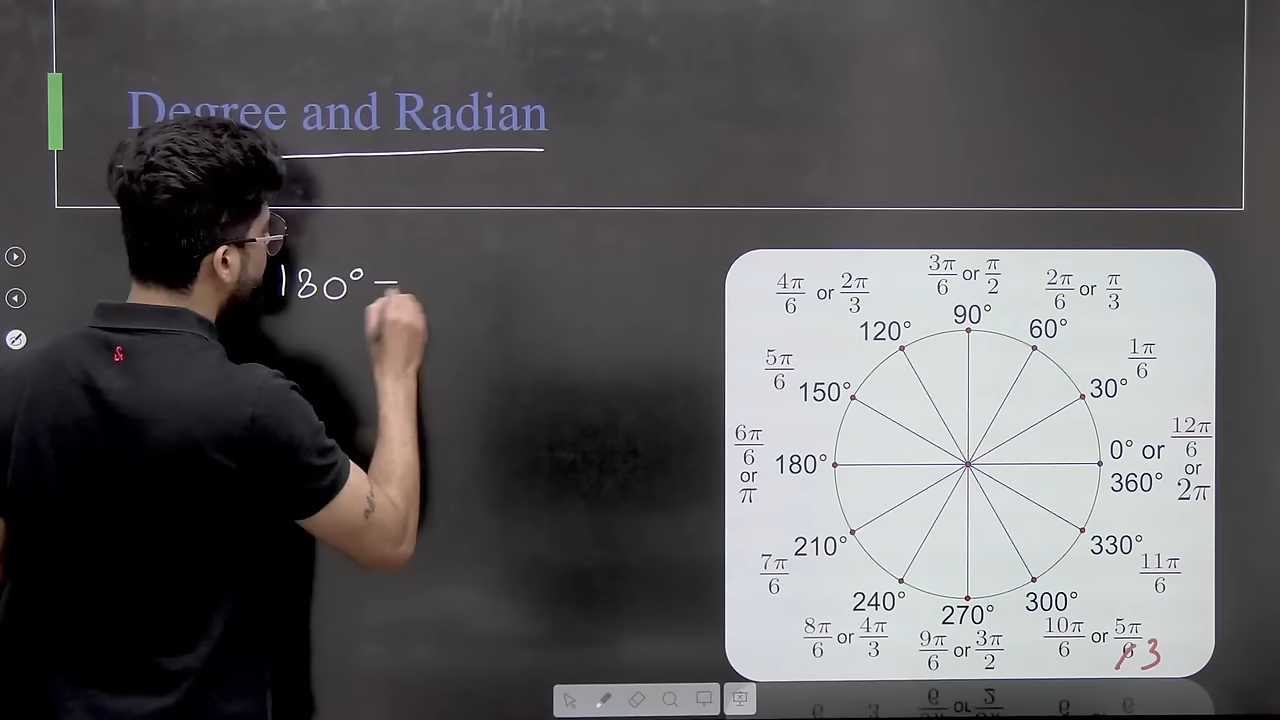 Degree and Radian
180° –
4π/6 or 2π/3
3π/6 or π/2
2π/6 or π/3
120°
90°
60°
5π/6
150°
30°
1π/6
6π/6 or π
180°
0° or 360°
12π/6 or 2π
210°
7π/6
330°
11π/6
240°
270°
300°
8π/6 or 4π/3
9π/6 or 3π/2
10π/6 or 5π/6 3